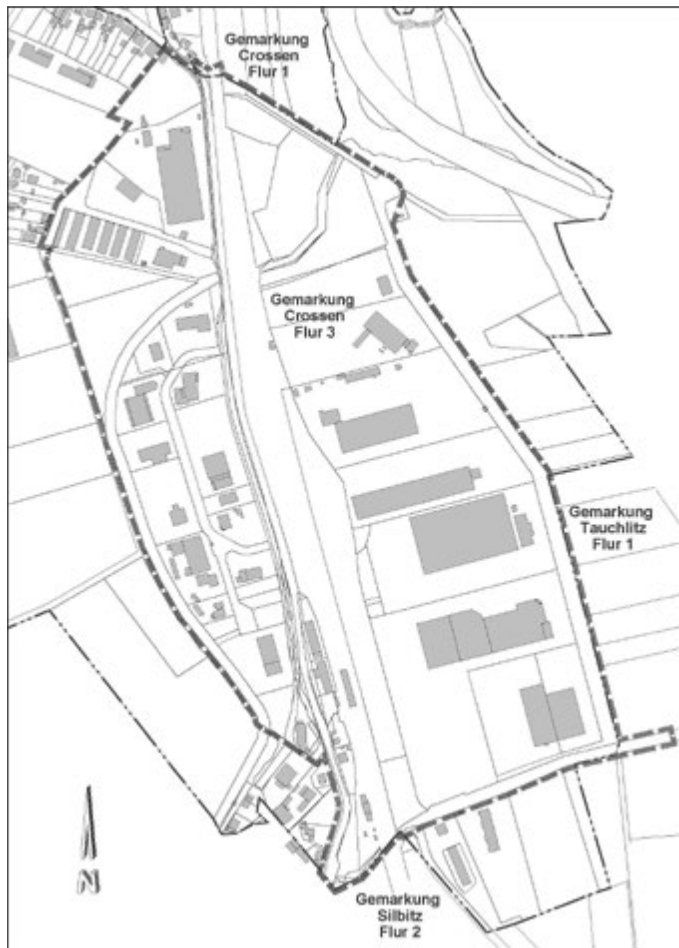 Gemarkung
Crossen
Flur 1
Gemarkung
Crossen
Flur 3
Gemarkung
Tauchlitz
Flur 1
N
Gemarkung
Silbitz
Flur 2